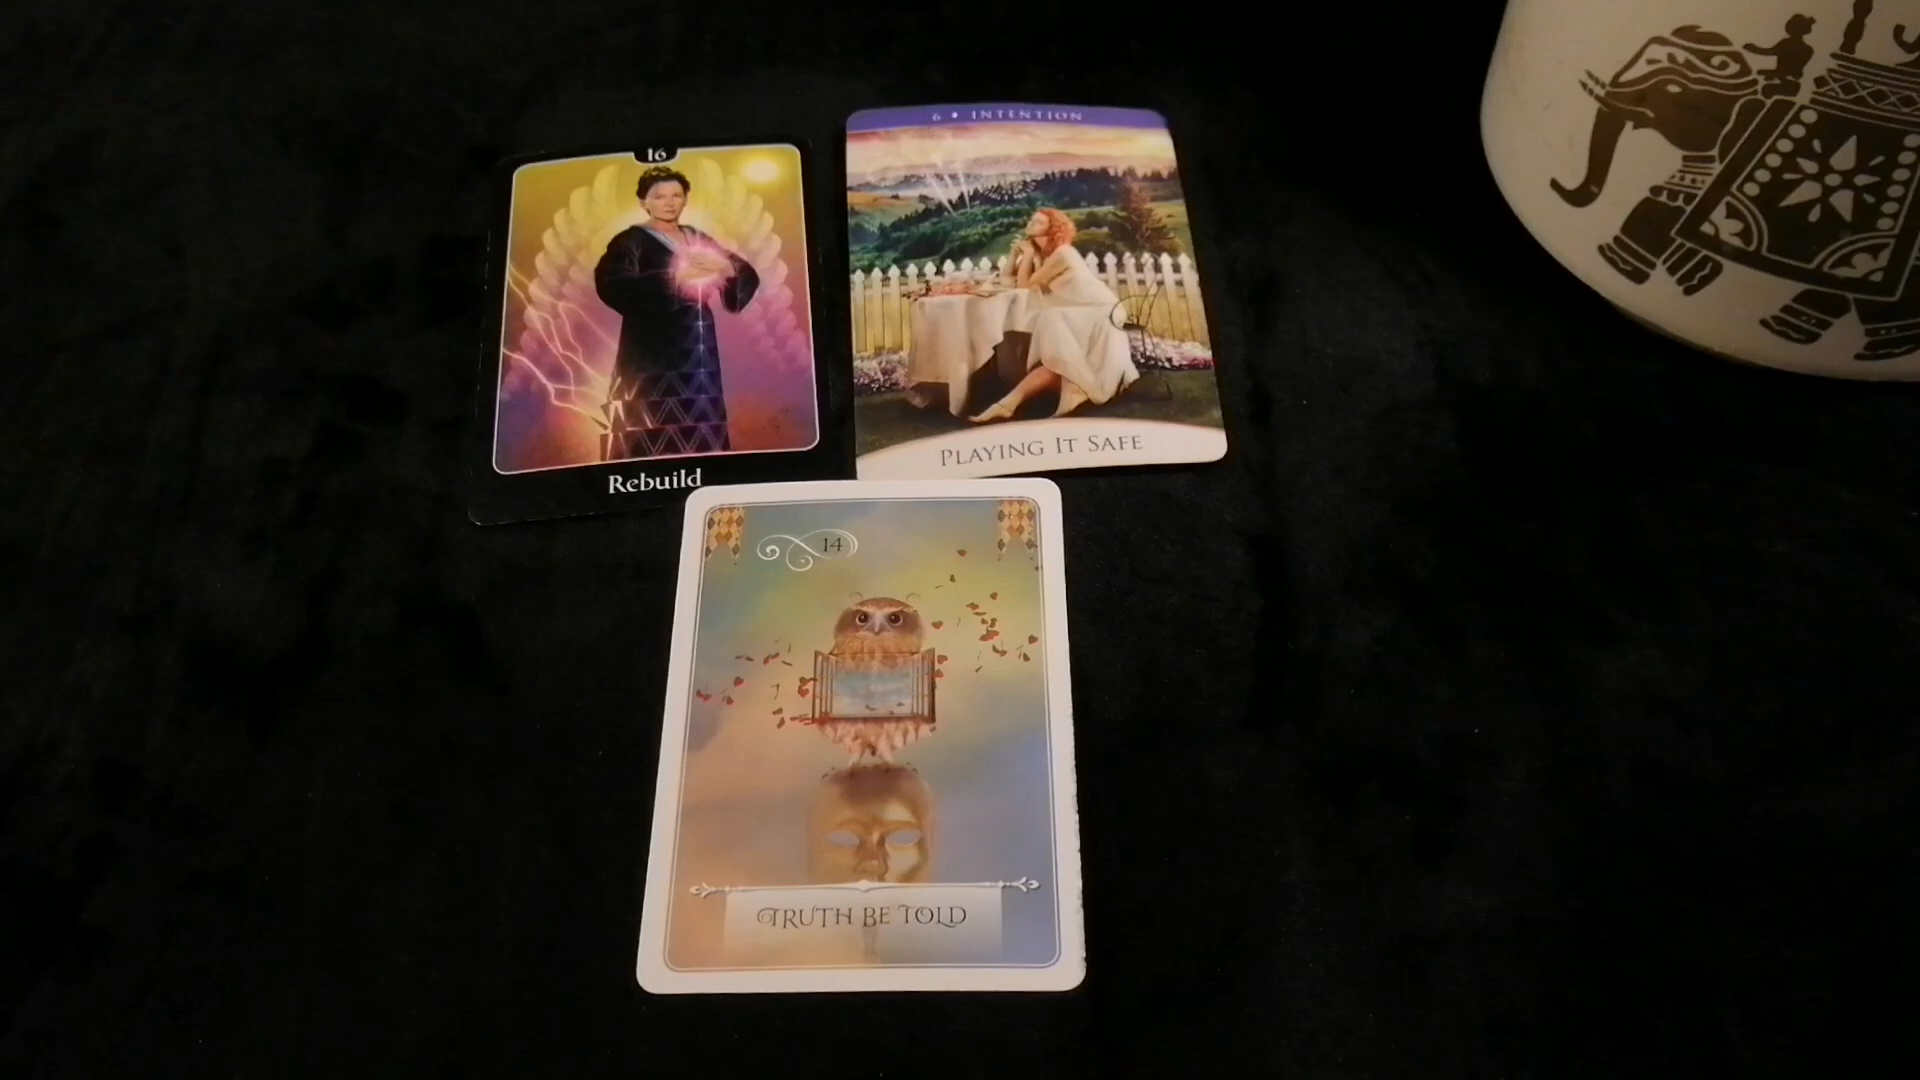 16
Rebuild
6 • INTENTION
PLAYING IT SAFE
14
TRUTH BE TOLD